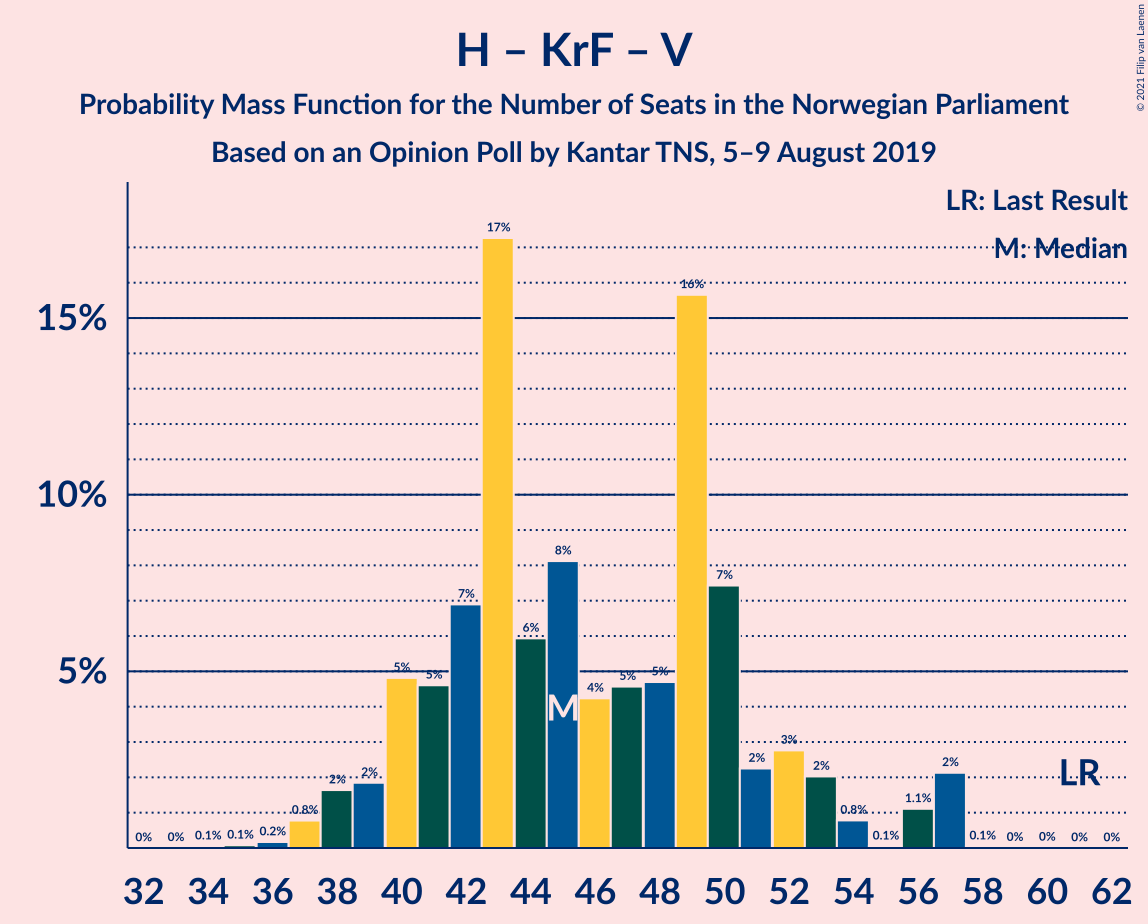 H – KrF – V
Probability Mass Function for the Number of Seats in the Norwegian Parliament
Based on an Opinion Poll by Kantar TNS, 5–9 August 2019
© 2021 Filip van Laenen
LR: Last Result
M: Median
15%
10%
5%
0% 0% 0.1% 0.1% 0.2% 0.8% 2% 2% 5% 5% 7% 17% 6% 8% 4% 5% 5% 16% 7% 2% 3% 2% 0.8% 0.1% 1.1% 2% 0.1% 0% 0% 0% 0%
M
LR
32 34 36 38 40 42 44 46 48 50 52 54 56 58 60 62